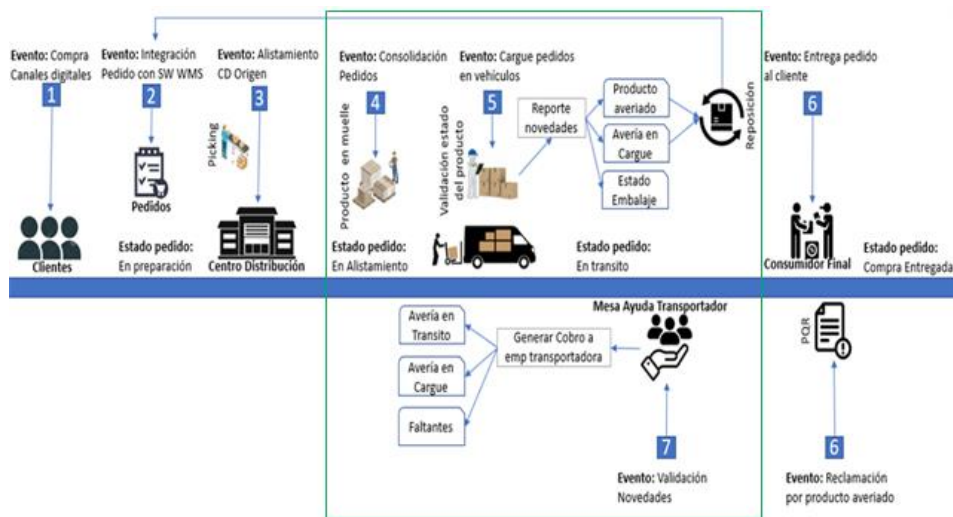 Evento: Compra
Canales digitales
1
Clientes
Evento: Integración
Pedido con SW WMS
2
Pedidos
Estado pedido:
En preparación
Evento: Alistamiento
CD Origen
3
Picking
Centro Distribución
Evento: Consolidación
Pedidos
4
Producto en muelle
Estado pedido:
En Alistamiento
Evento: Cargue pedidos
en vehículos
5
Validación estado
del producto
Reporte
novedades
Producto
averiado
Avería en
Cargue
Estado
Embalaje
Reposición
Estado pedido:
En transito
Evento: Entrega pedido
al cliente
6
Consumidor Final
Estado pedido:
Compra Entregada
Avería en
Transito
Avería en
Cargue
Faltantes
Generar Cobro a
emp transportadora
Mesa Ayuda Transportador
7
Evento: Validación
Novedades
PQR
6
Evento: Reclamación
por producto averiado